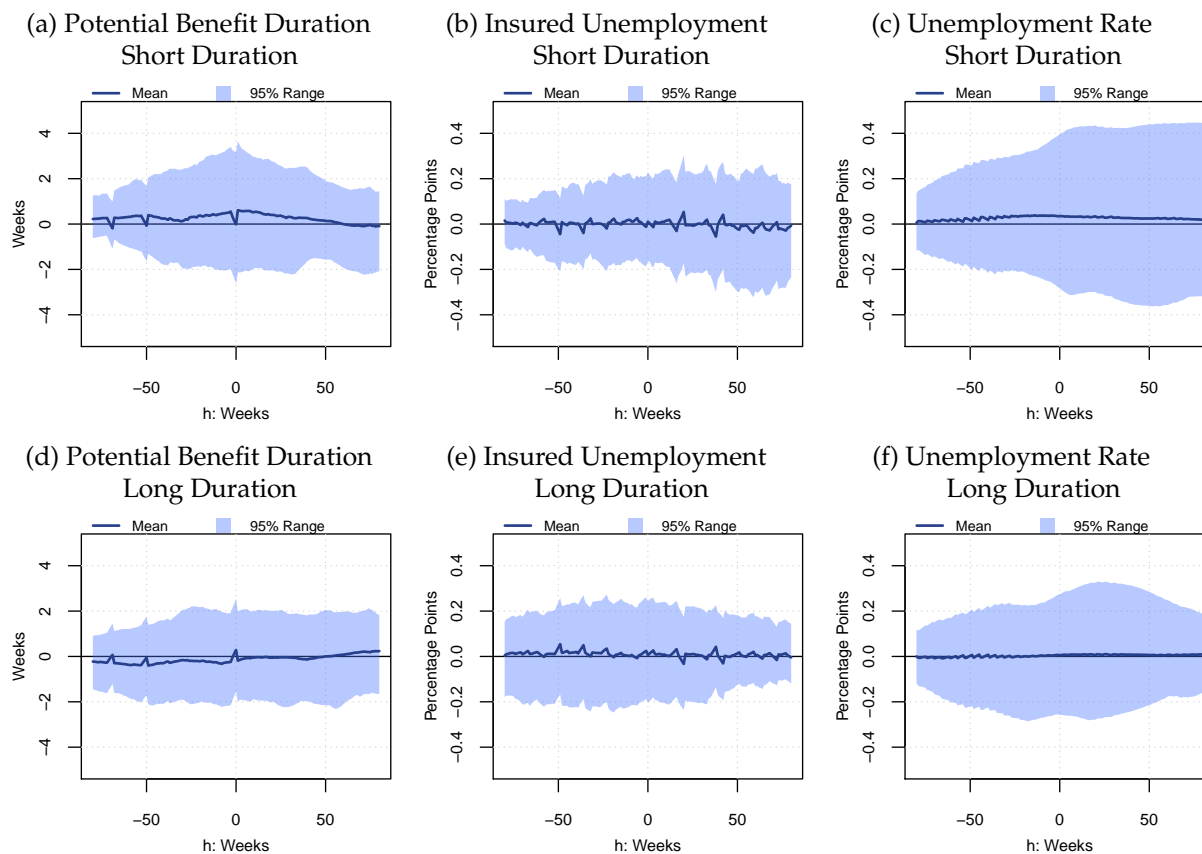 (a) Potential Benefit Duration
Short Duration
Mean
95% Range
4
2
0
−2
−4
Weeks
−50
0
50
h: Weeks
(b) Insured Unemployment
Short Duration
Mean
95% Range
0.4
0.2
0.0
−0.2
−0.4
Percentage Points
−50
0
50
h: Weeks
(c) Unemployment Rate
Short Duration
Mean
95% Range
0.4
0.2
0.0
−0.2
−0.4
Percentage Points
−50
0
50
h: Weeks
(d) Potential Benefit Duration
Long Duration
Mean
95% Range
4
2
0
−2
−4
Weeks
−50
0
50
h: Weeks
(e) Insured Unemployment
Long Duration
Mean
95% Range
0.4
0.2
0.0
−0.2
−0.4
Percentage Points
−50
0
50
h: Weeks
(f) Unemployment Rate
Long Duration
Mean
95% Range
0.4
0.2
0.0
−0.2
−0.4
Percentage Points
−50
0
50
h: Weeks